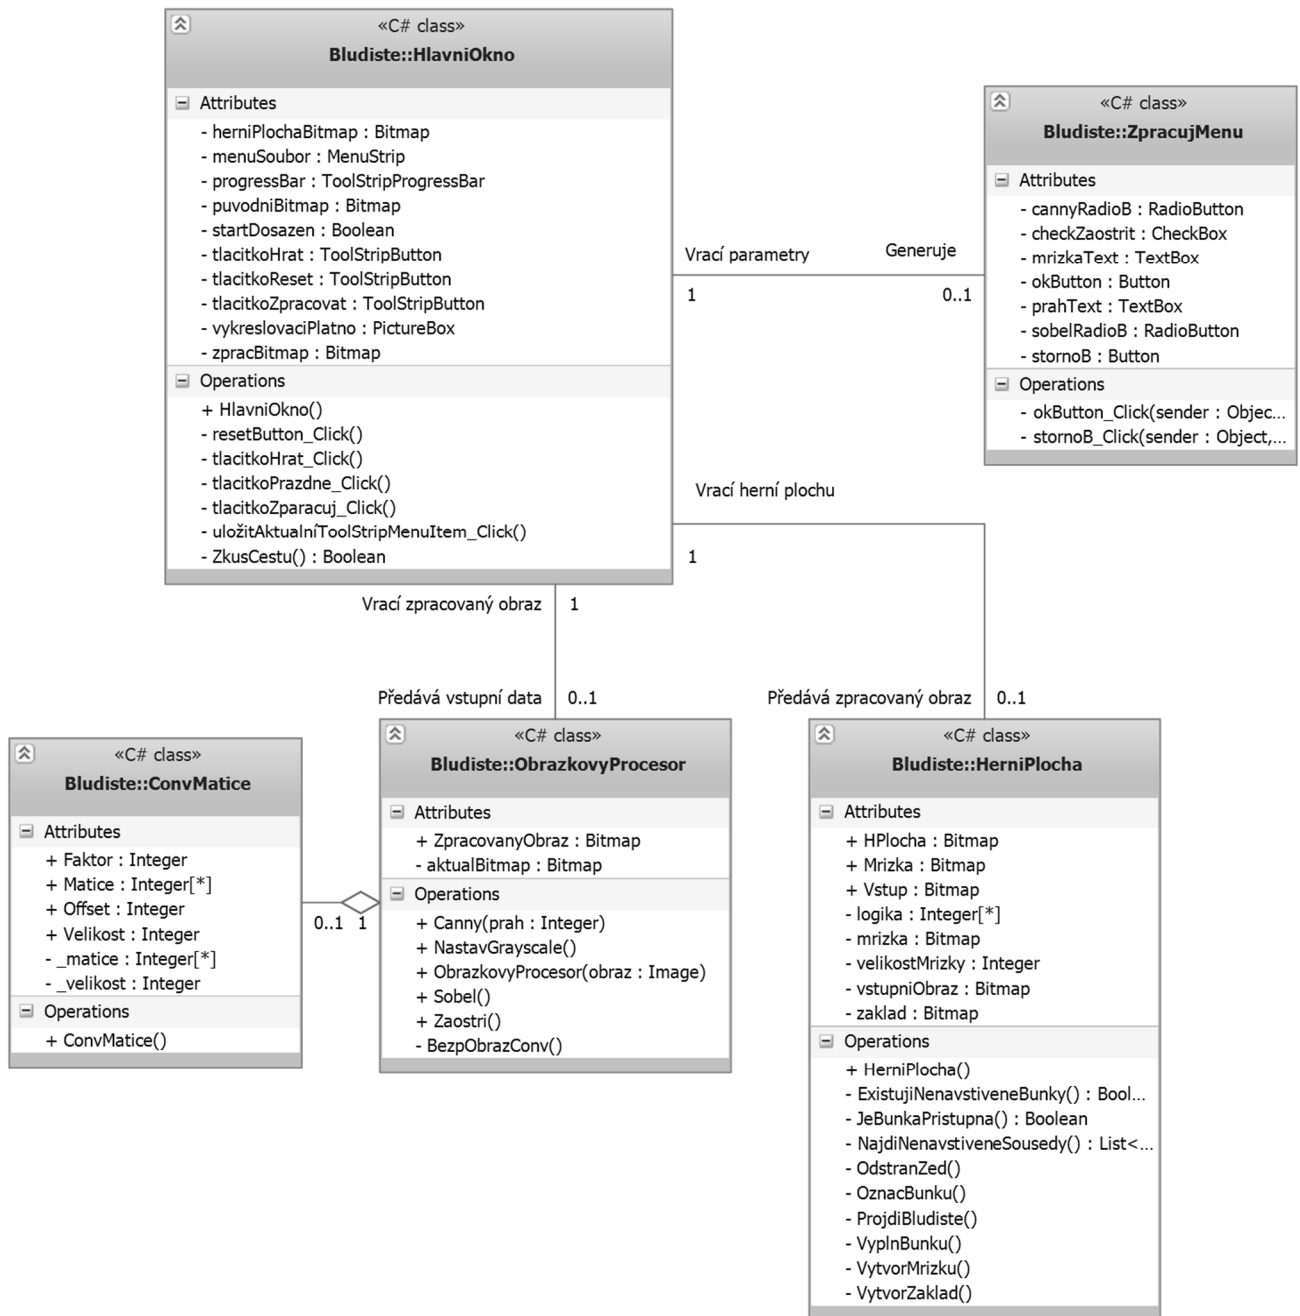 «C# class»
Bludiste::HlavniOkno
Attributes
- herniPlochaBitmap : Bitmap
- menuSoubor : MenuStrip
- progressBar : ToolStripProgressBar
- puvodniBitmap : Bitmap
- startDosazen : Boolean
- tlacitkoHrat : ToolStripButton
- tlacitkoReset : ToolStripButton
- tlacitkoZpracovat : ToolStripButton
- vykreslovaciPlatno : PictureBox
- zpracBitmap : Bitmap
Operations
+ HlavniOkno()
- resetButton_Click()
- tlacitkoHrat_Click()
- tlacitkoPrazdne_Click()
- tlacitkoZparacuj_Click()
- uložitAktualníToolStripMenuItem_Click()
- ZkusCestu() : Boolean
«C# class»
Bludiste::ZpracujMenu
Attributes
- cannyRadioB : RadioButton
- checkZaostrit : CheckBox
- mrizkaText : TextBox
- okButton : Button
- prahText : TextBox
- sobelRadioB : RadioButton
- stornoB : Button
Operations
- okButton_Click(sender : Objec...
- stornoB_Click(sender : Object,...
Vrací parametry
Generuje
1
0..1
Vrací herní plochu
1
Vrací zpracovaný obraz
1
Předává vstupní data
0..1
Předává zpracovaný obraz
0..1
«C# class»
Bludiste::ConvMatice
Attributes
+ Faktor : Integer
+ Matice : Integer[*]
+ Offset : Integer
+ Velikost : Integer
- _matice : Integer[*]
- _velikost : Integer
Operations
+ ConvMatice()
0..1
1
«C# class»
Bludiste::ObrazkovyProcesor
Attributes
+ ZpracovanyObraz : Bitmap
- aktualBitmap : Bitmap
Operations
+ Canny(prah : Integer)
+ NastavGrayscale()
+ ObrazkovyProcesor(obraz : Image)
+ Sobel()
+ Zaostri()
- BezpObrazConv()
«C# class»
Bludiste::HerniPlocha
Attributes
+ HPlocha : Bitmap
+ Mrizka : Bitmap
+ Vstup : Bitmap
- logika : Integer[*]
- mrizka : Bitmap
- velikostMrizky : Integer
- vstupniObraz : Bitmap
- zaklad : Bitmap
Operations
+ HerniPlocha()
- ExistujiNenavstiveneBunky() : Bool...
- JeBunkaPristupna() : Boolean
- NajdiNenavstiveneSousedy() : List<...
- OdstranZed()
- OznacBunku()
- ProjdiBludiste()
- VyplnBunku()
- VytvorMrizku()
- VytvorZaklad()